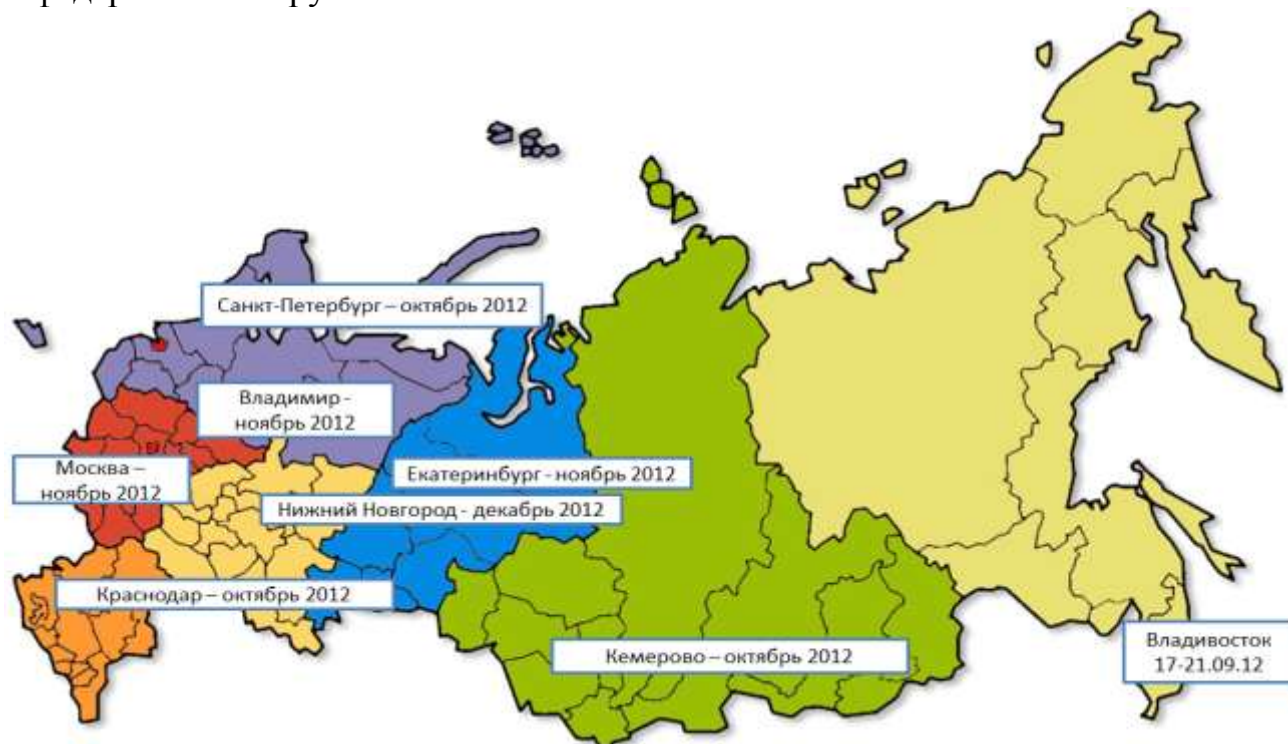 Санкт-Петербург – октябрь 2012
Владимир -
ноябрь 2012
Москва –
ноябрь 2012
Екатеринбург - ноябрь 2012
Нижний Новгород - декабрь 2012
Краснодар – октябрь 2012
Кемерово – октябрь 2012
Владивосток
17-21.09.12